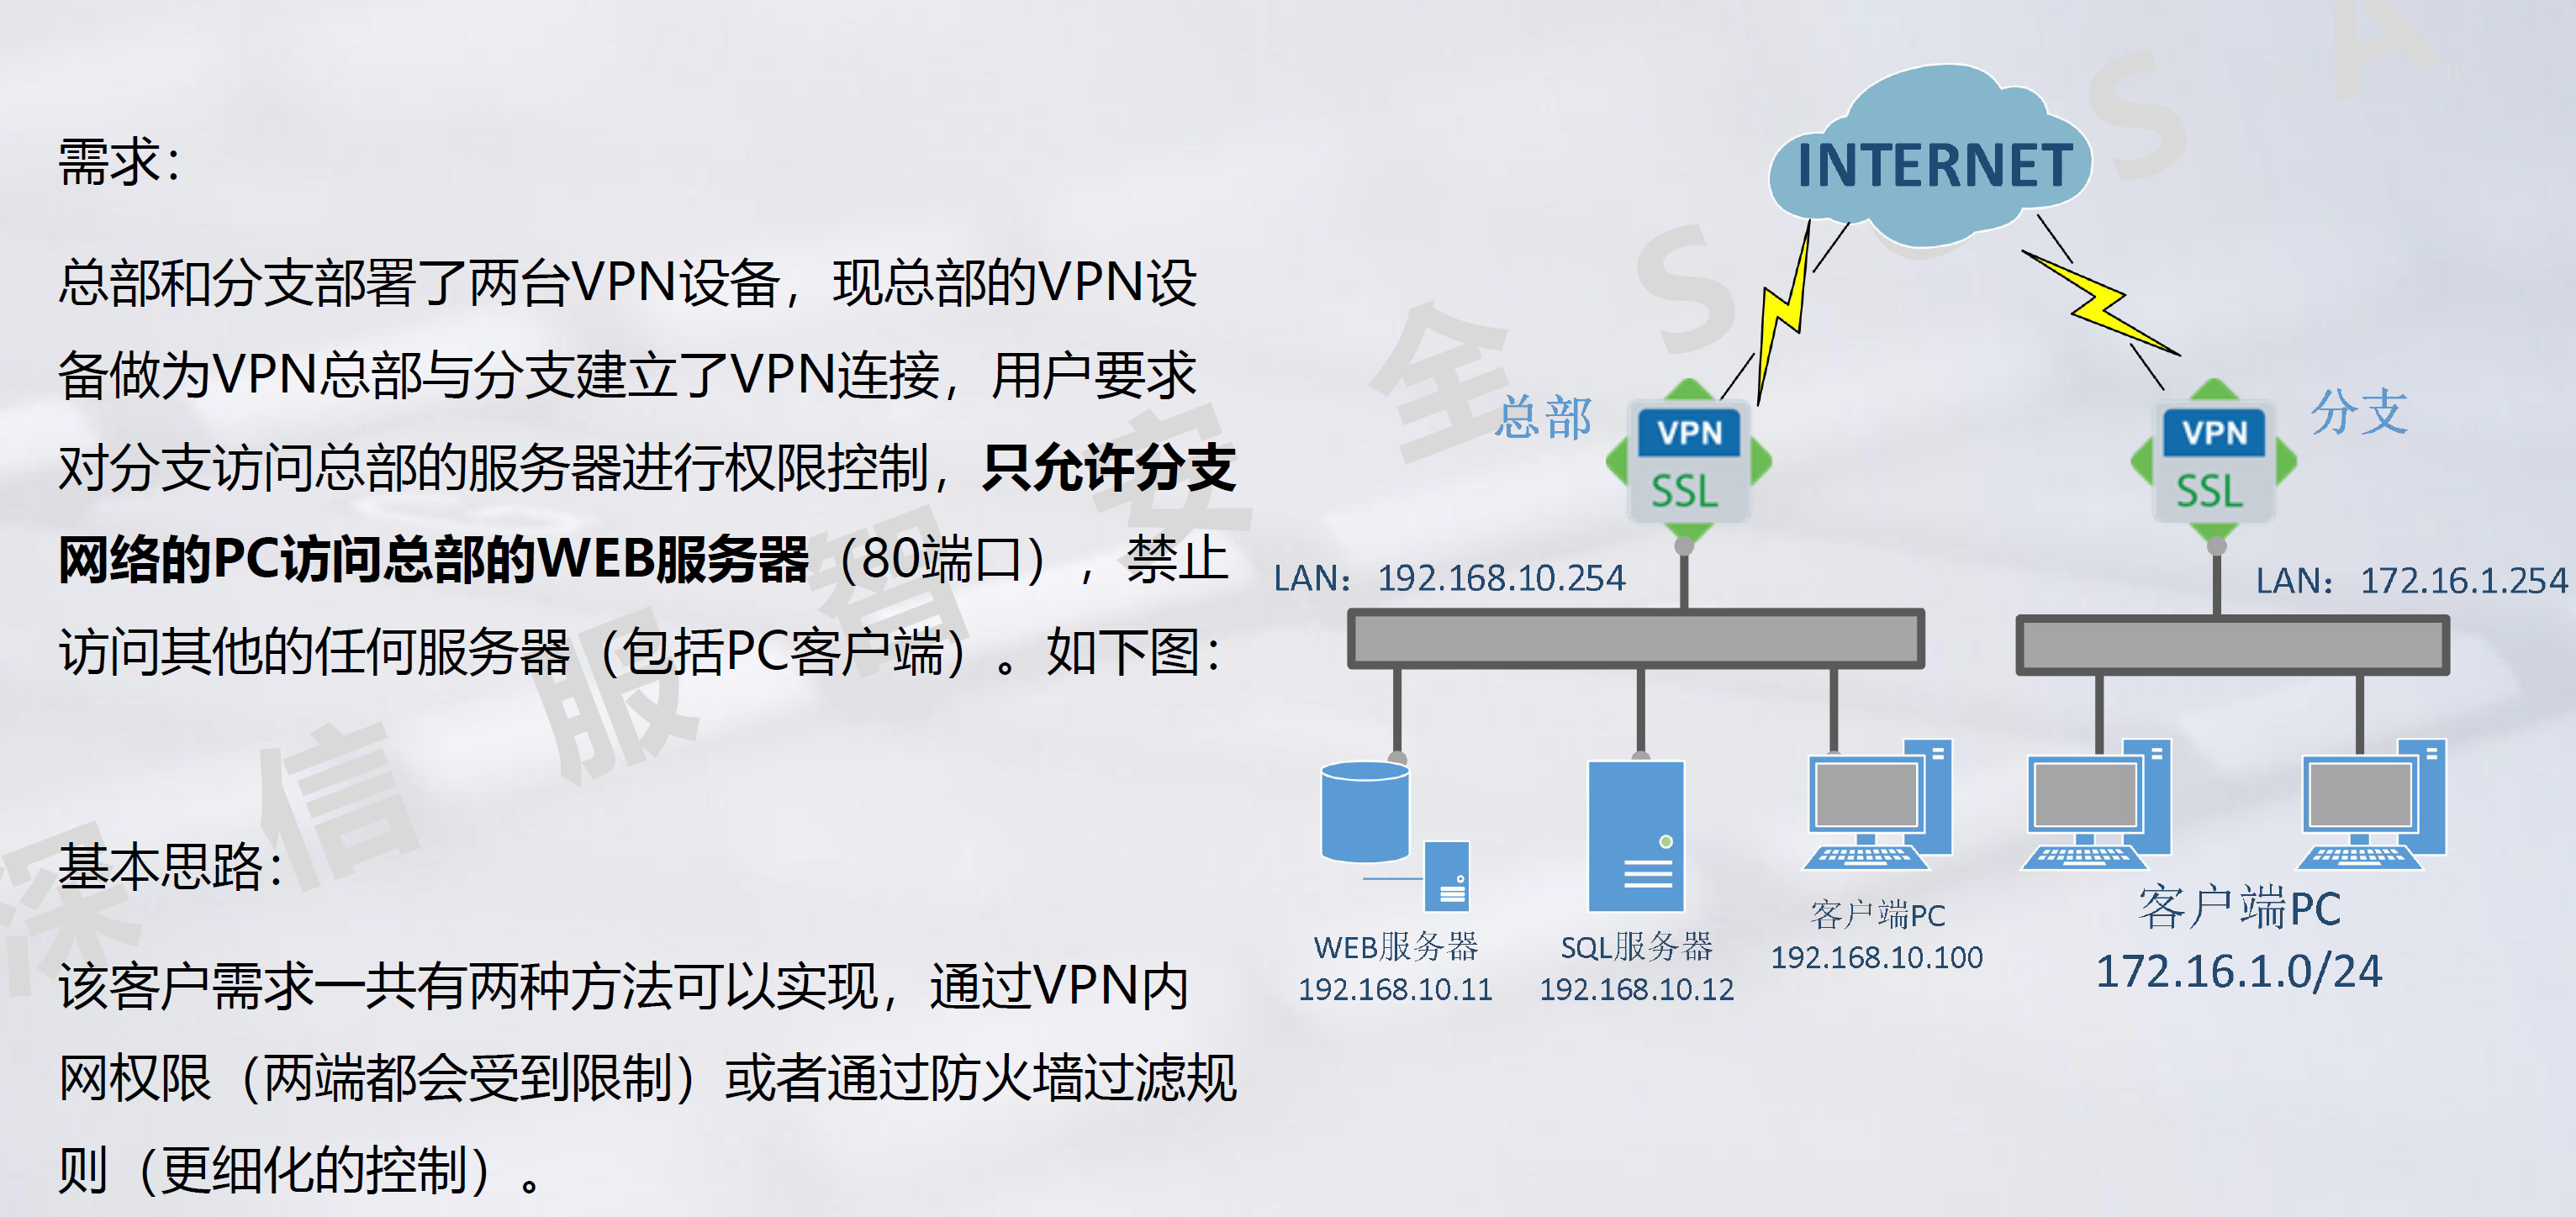 需求：
总部和分支部署了两台VPN设备，现总部的VPN设
备做为VPN总部与分支建立了VPN连接，用户要求
对分支访问总部的服务器进行权限控制，只允许分支
网络的PC访问总部的WEB服务器（80端口），禁止
访问其他的任何服务器（包括PC客户端）。如下图：
基本思路：
该客户需求一共有两种方法可以实现，通过VPN内
网权限（两端都会受到限制）或者通过防火墙过滤规
则（更细化的控制）。
INTERNET
总部
VPN
SSL
VPN
SSL
分支
LAN：192.168.10.254
LAN：172.16.1.254
WEB服务器
192.168.10.11
SQL服务器
192.168.10.12
客户端PC
192.168.10.100
客户端PC
172.16.1.0/24
深信服智安全 S S A